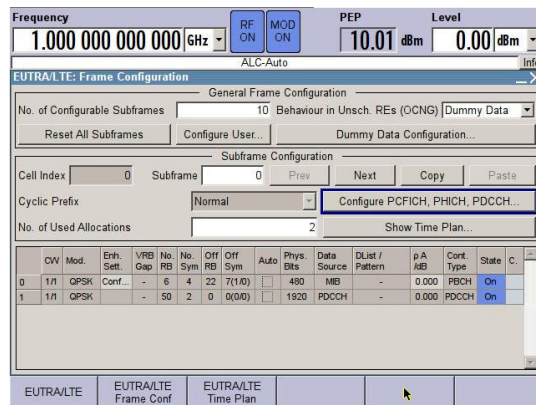 Frequency RF ON MOD ON PEP Level
1.000 000 000 000 GHz 10.01 dBm 0.00 dBm
ALC-Auto Info
EUTRA/LTE: Frame Configuration
General Frame Configuration
No. of Configurable Subframes 10 Behaviour in Unsch. REs (OCNG) Dummy Data
Reset All Subframes Configure User... Dummy Data Configuration...
Subframe Configuration
Cell Index 0 Subframe 0 Prev Next Copy Paste
Cyclic Prefix Normal Configure PCFICH, PHICH, PDCCH...
No. of Used Allocations 2 Show Time Plan...
CW Mod. Enh. Sett. VRB Gap No. RB No. Sym Off RB Off Sym Auto Phys. Bits Data Source DList / Pattern ρ A /dB Cont. Type State C.
0 1/1 QPSK Conf... - 6 4 22 7(1/0) 480 MIB - 0.000 PBCH On
1 1/1 QPSK - 50 2 0 0(0/0) 1920 PDCCH - 0.000 PDCCH On
EUTRA/LTE EUTRA/LTE Frame Conf EUTRA/LTE Time Plan